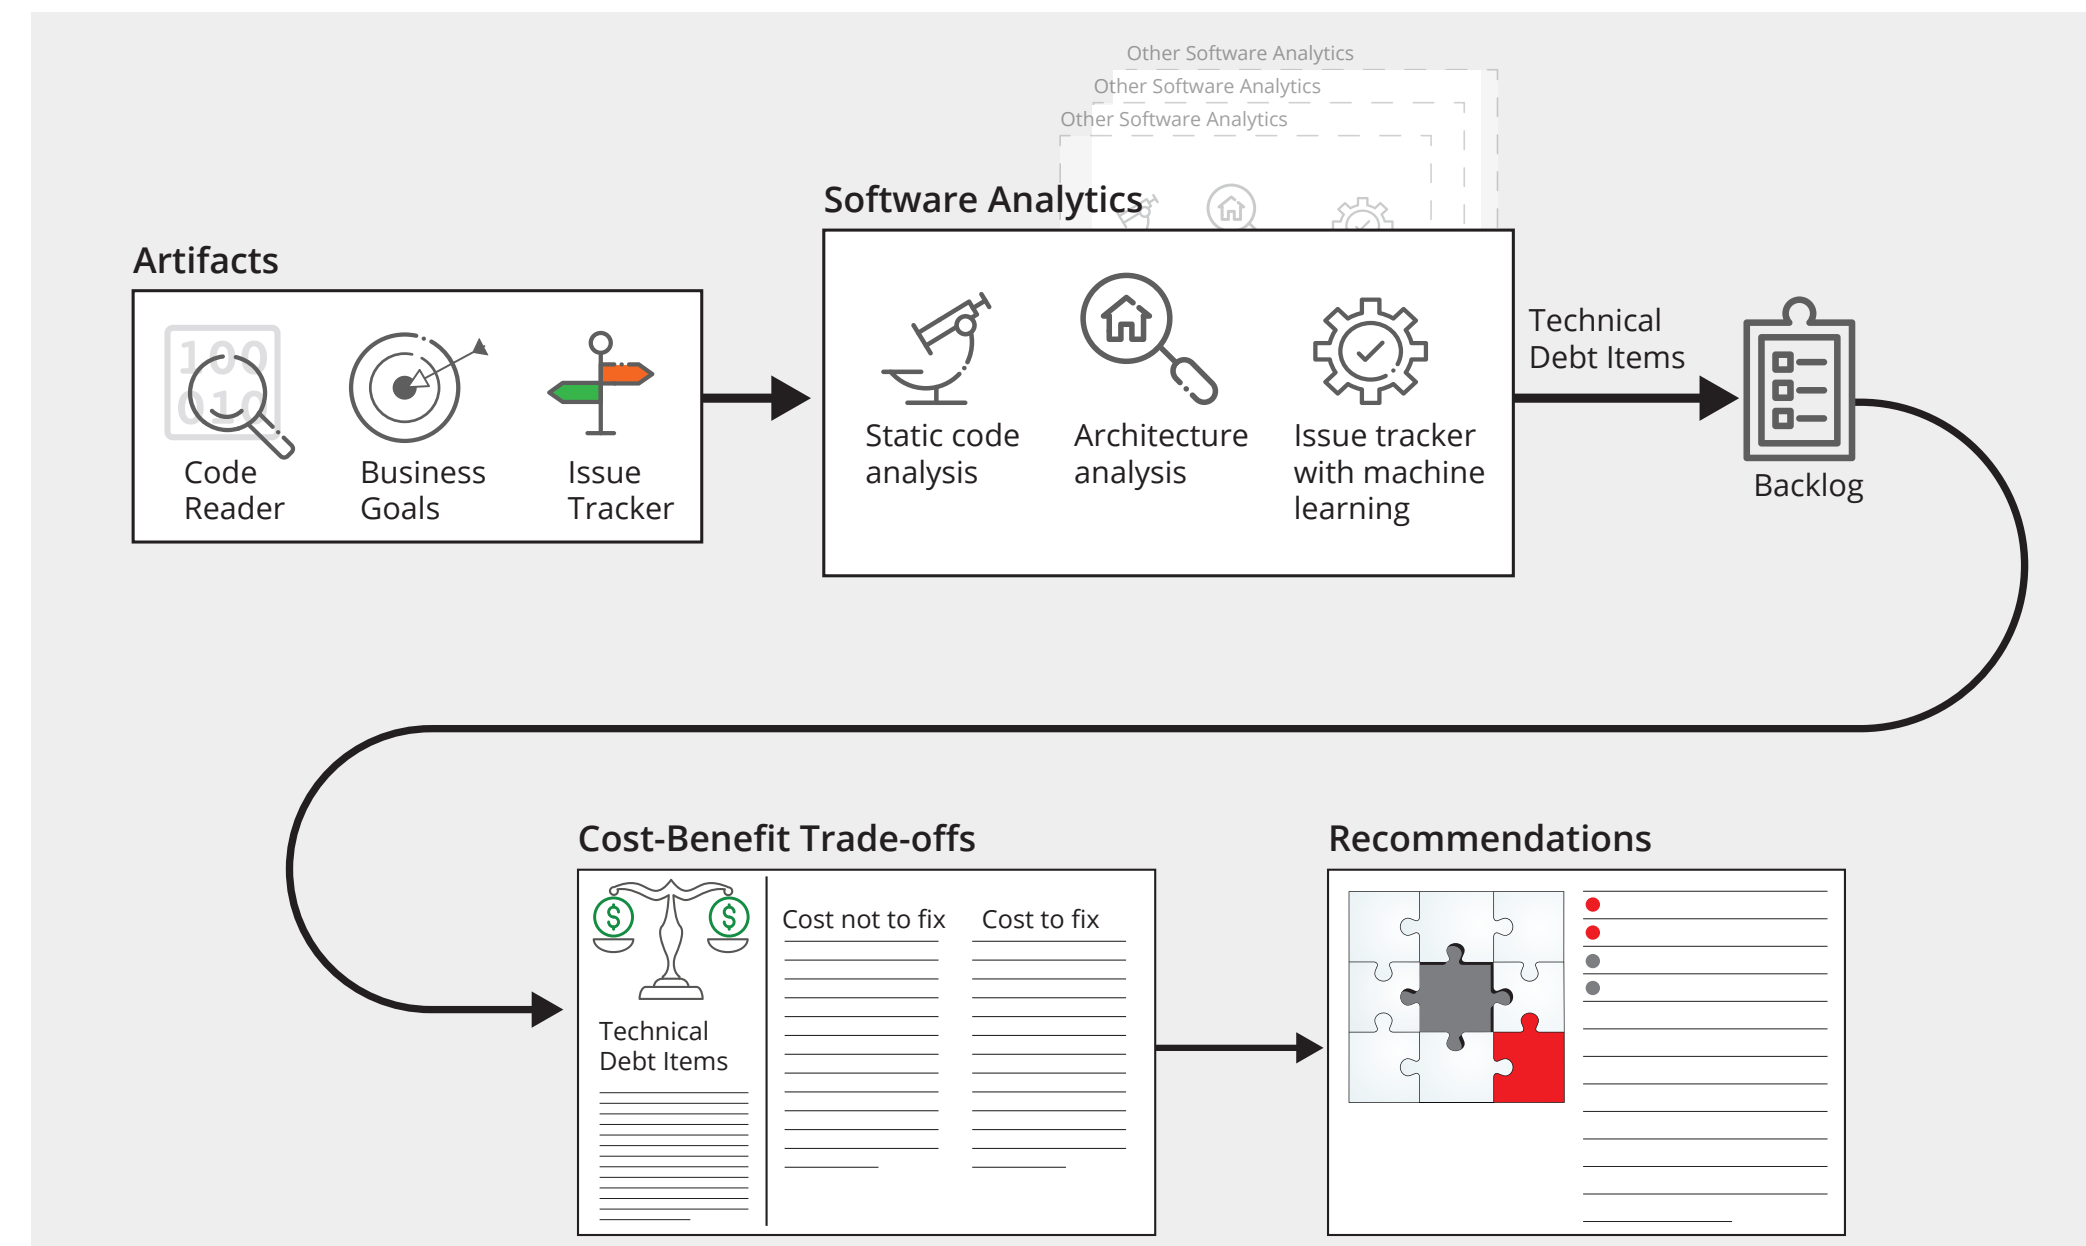 Other Software Analytics
Other Software Analytics
Other Software Analytics
Software Analytics
Artifacts
100
010
Code
Reader
Business
Goals
Issue
Tracker
Static code
analysis
Architecture
analysis
Issue tracker
with machine
learning
Technical
Debt Items
Backlog
Cost-Benefit Trade-offs
$
$
Technical
Debt Items
Cost not to fix
Cost to fix
Recommendations